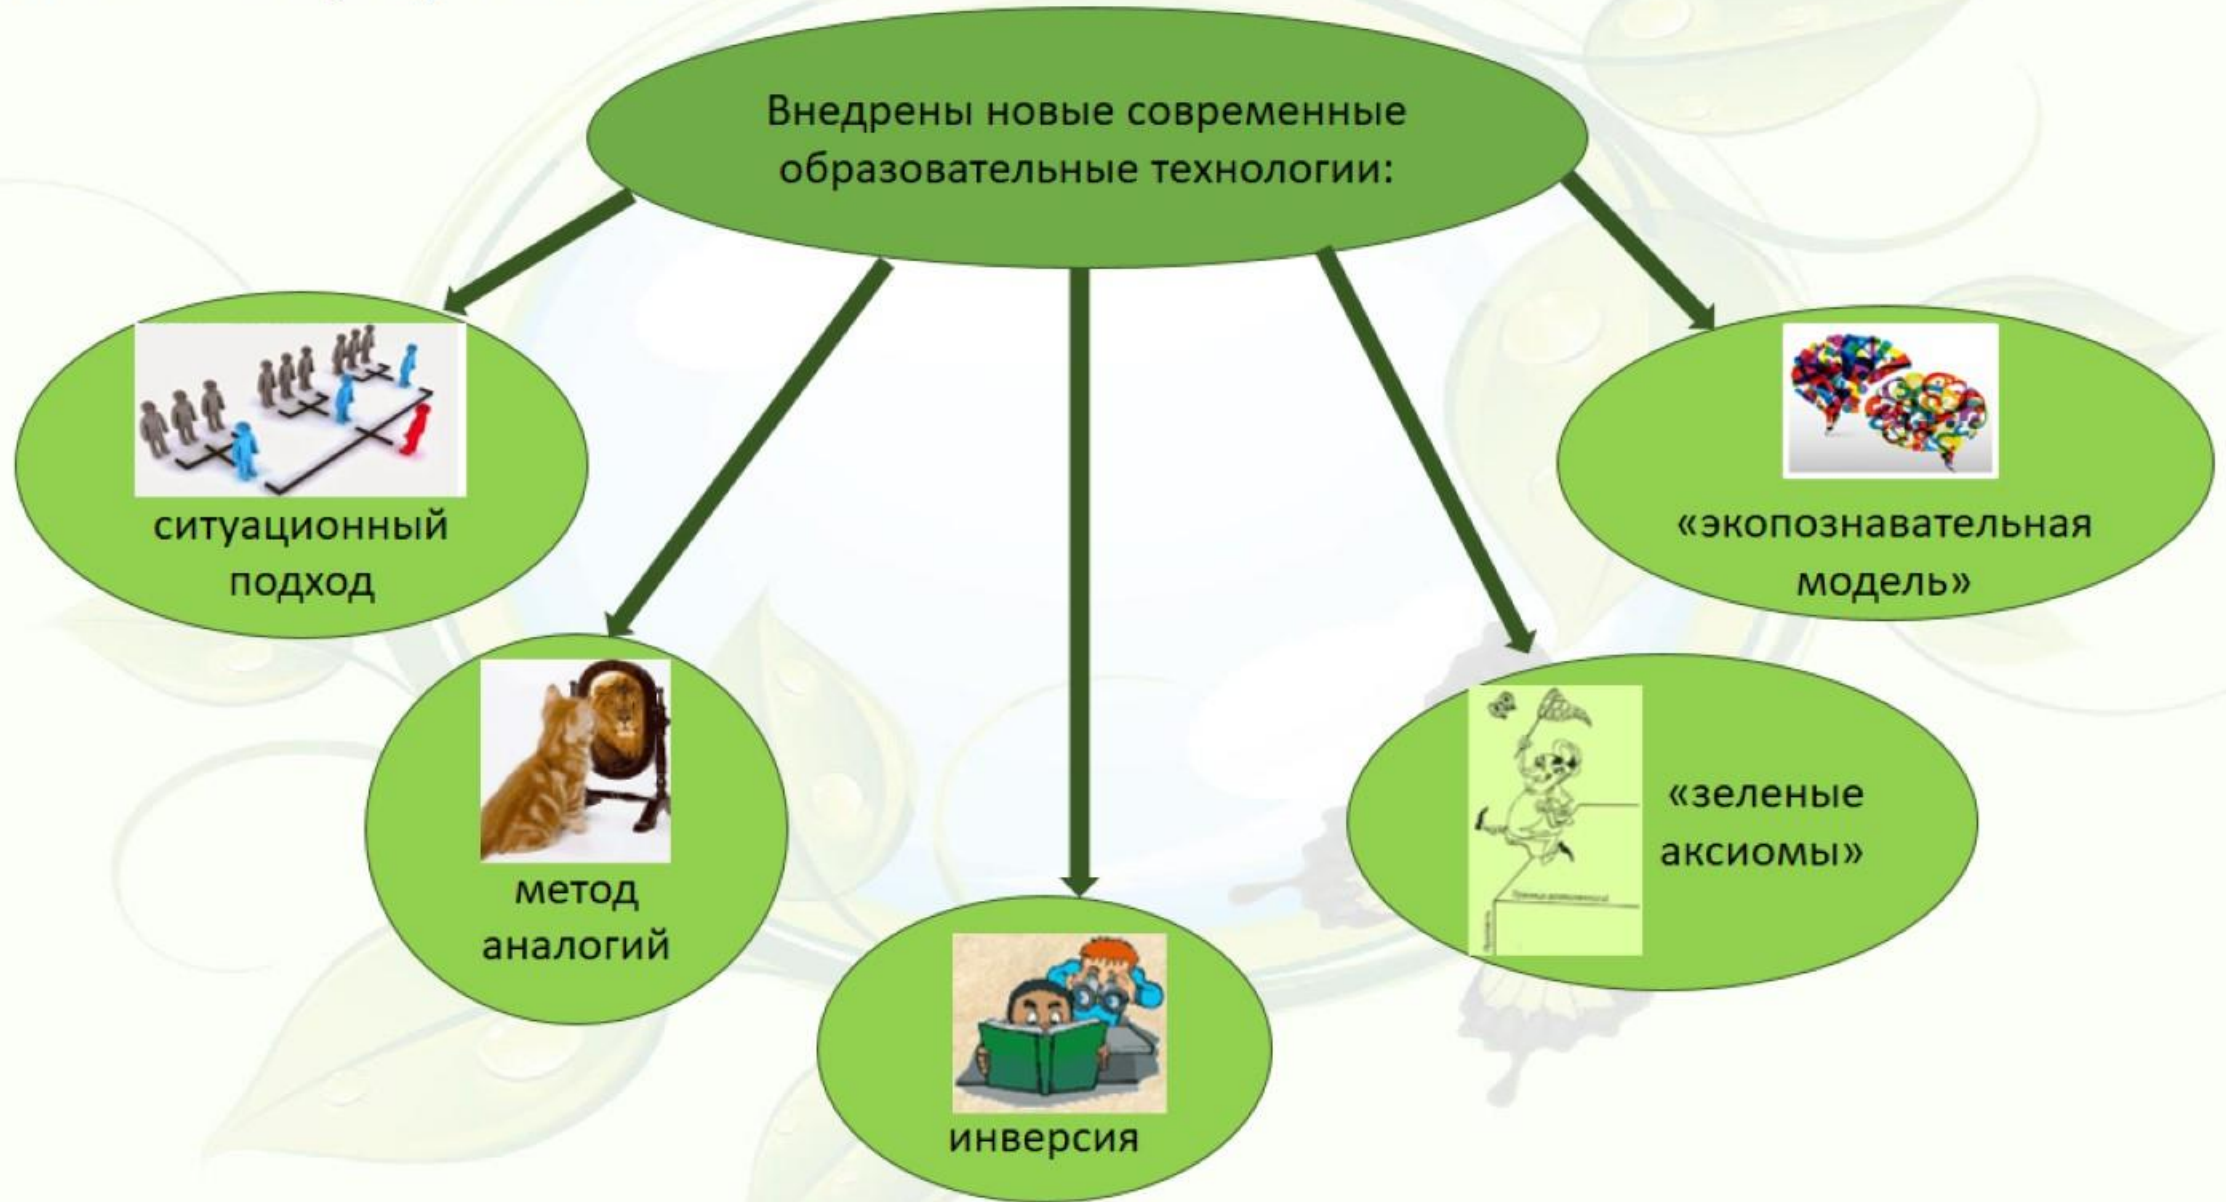 Внедрены новые современные
образовательные технологии:
ситуационный
подход
«экопознавательная
модель»
метод
аналогий
«зеленые
аксиомы»
инверсия